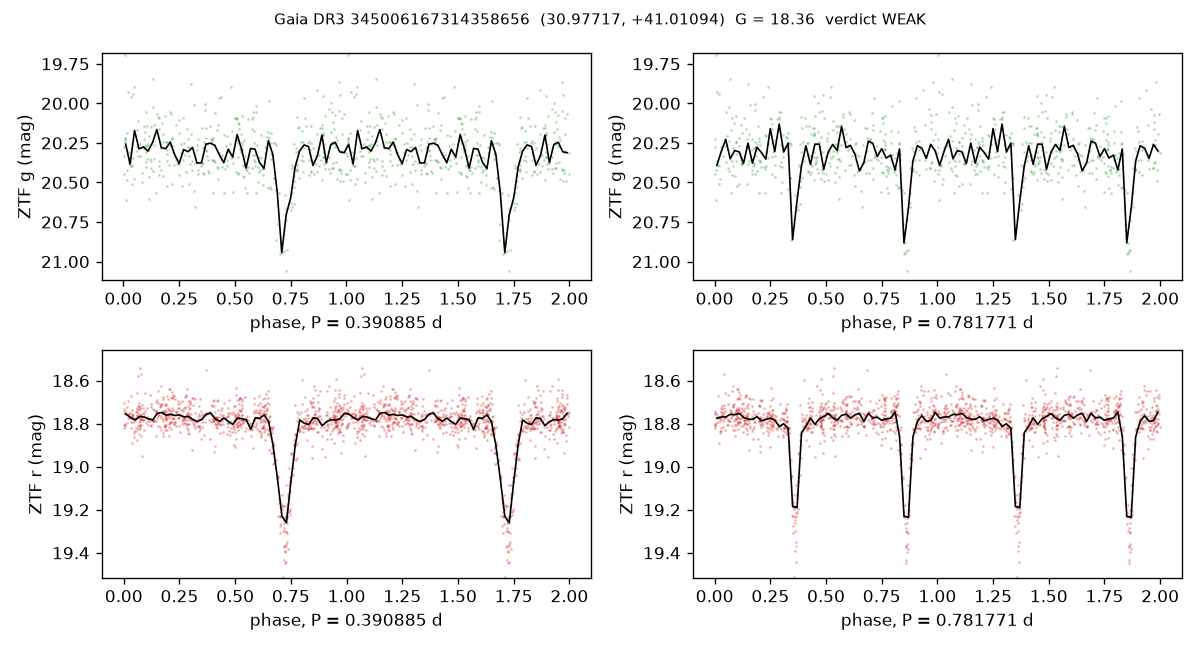 Gaia DR3 345006167314358656 (30.97717, +41.01094) G = 18.36 verdict WEAK
19.75
20.00
20.25
20.50
20.75
21.00
ZTF g (mag)
0.00 0.25 0.50 0.75 1.00 1.25 1.50 1.75 2.00
phase, P = 0.390885 d
19.75
20.00
20.25
20.50
20.75
21.00
ZTF g (mag)
0.00 0.25 0.50 0.75 1.00 1.25 1.50 1.75 2.00
phase, P = 0.781771 d
18.6
18.8
19.0
19.2
19.4
ZTF r (mag)
0.00 0.25 0.50 0.75 1.00 1.25 1.50 1.75 2.00
phase, P = 0.390885 d
18.6
18.8
19.0
19.2
19.4
ZTF r (mag)
0.00 0.25 0.50 0.75 1.00 1.25 1.50 1.75 2.00
phase, P = 0.781771 d